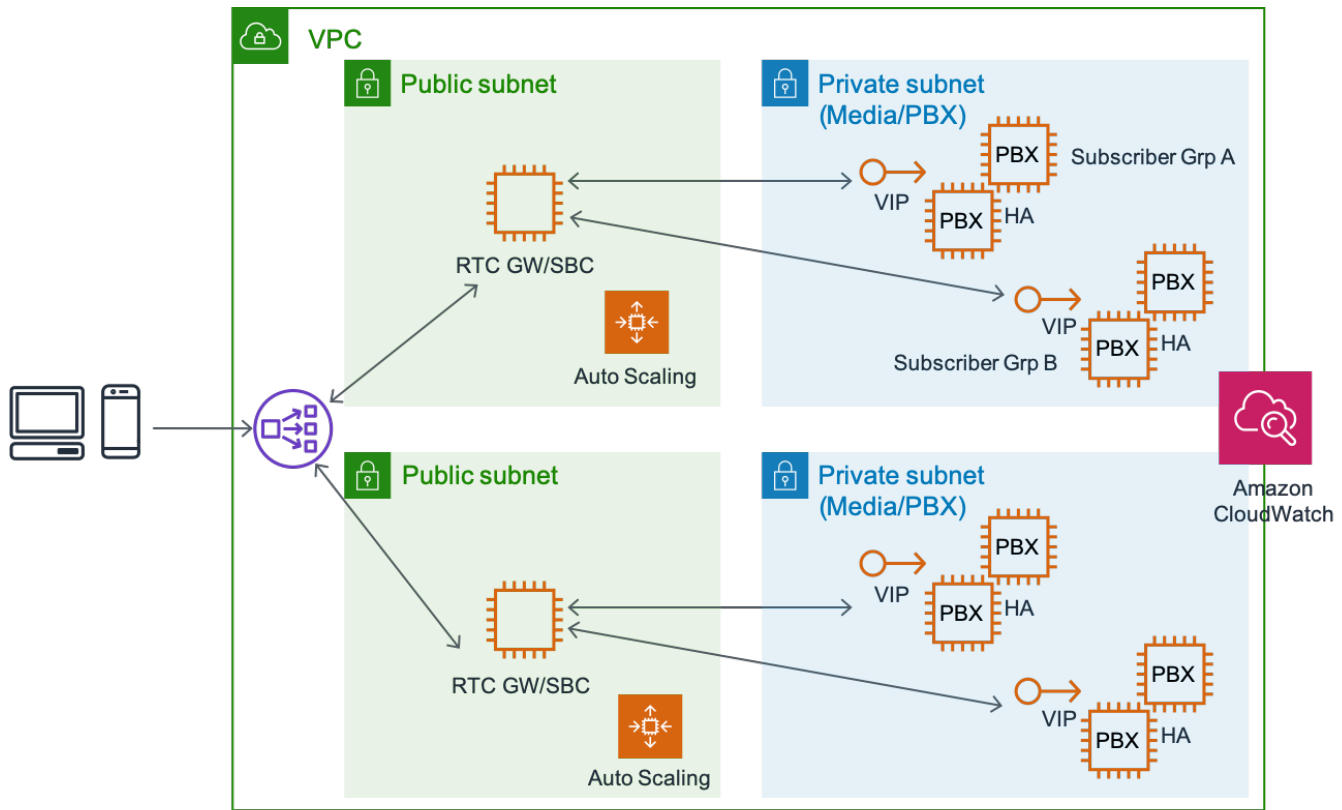 VPC
Public subnet
Private subnet
(Media/PBX)
PBX
Subscriber Grp A
VIP
PBX
HA
RTC GW/SBC
PBX
VIP
PBX
HA
Subscriber Grp B
Auto Scaling
Amazon
CloudWatch
Public subnet
Private subnet
(Media/PBX)
PBX
VIP
PBX
HA
RTC GW/SBC
PBX
VIP
PBX
HA
Auto Scaling